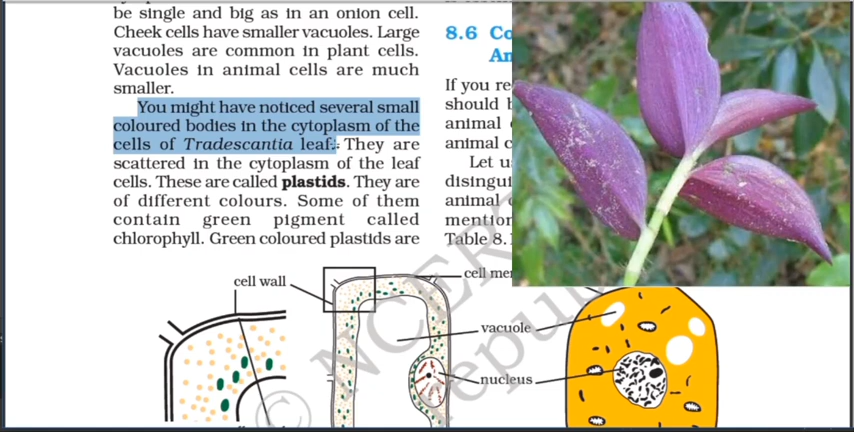 be single and big as in an onion cell.
Cheek cells have smaller vacuoles. Large
vacuoles are common in plant cells.
Vacuoles in animal cells are much
smaller.
You might have noticed several small
coloured bodies in the cytoplasm of the
cells of Tradescantia leaf. They are
scattered in the cytoplasm of the leaf
cells. These are called plastids. They are
of different colours. Some of them
contain green pigment called
chlorophyll. Green coloured plastids are
8.6 Co
An
If you re
should b
animal
animal c
Let u
disingui
animal
mention
Table 8.1
cell wall
cell mem
vacuole
nucleus
© NCERT
republ